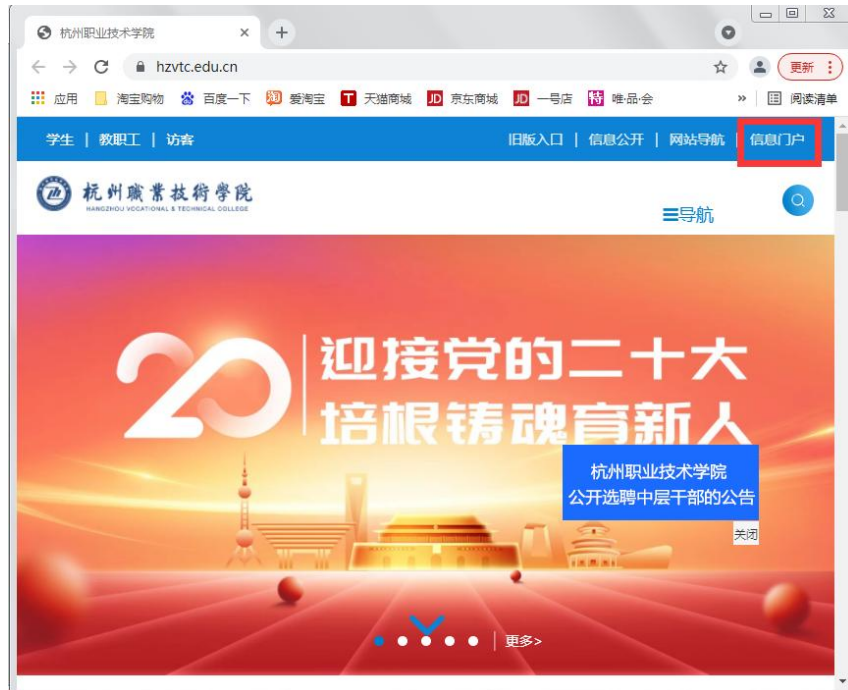 杭州职业技术学院
hzvtc.edu.cn
更新
应用 淘宝购物 百度一下 爱淘宝 T 天猫商城 JD 京东商城 JD 一号店 特 唯·品·会 » 阅读清单
学生 | 教职工 | 访客 旧版入口 | 信息公开 | 网站导航 | 信息门户
杭州職業技術學院
HANGZHOU VOCATIONAL & TECHNICAL COLLEGE
导航
20
迎接党的二十大
培根铸魂育新人
杭州职业技术学院
公开选聘中层干部的公告
关闭
更多>